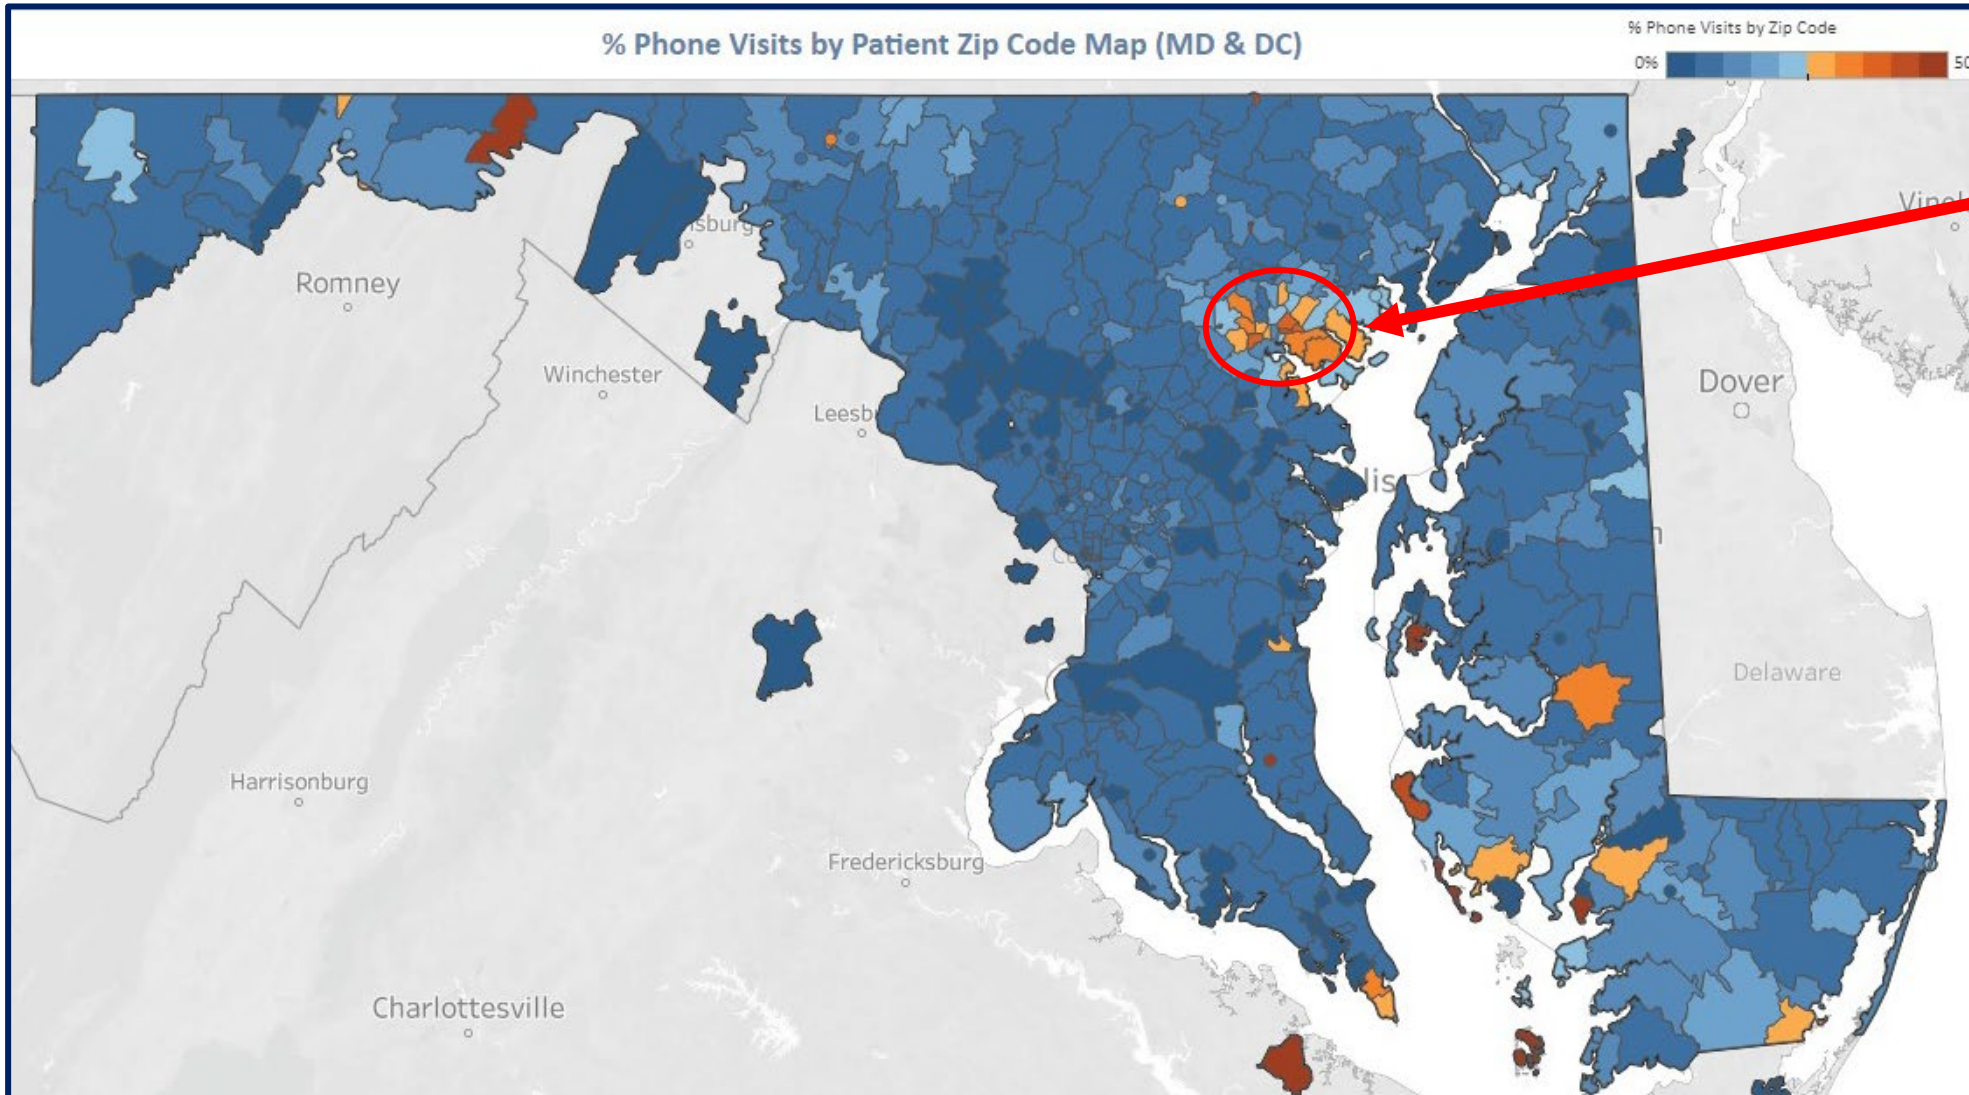 % Phone Visits by Patient Zip Code Map (MD & DC)
% Phone Visits by Zip Code
0%
50
Romney
Winchester
Dover
Delaware
Harrisonburg
Fredericksburg
Charlottesville